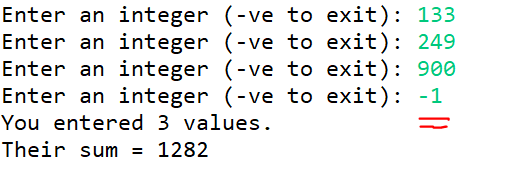 Enter an integer (-ve to exit): 133
Enter an integer (-ve to exit): 249
Enter an integer (-ve to exit): 900
Enter an integer (-ve to exit): -1
You entered 3 values.
Their sum = 1282